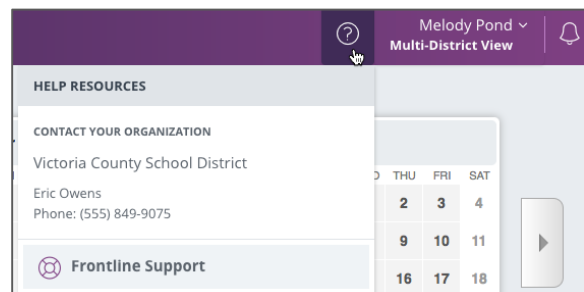 ?
Melody Pond
Multi-District View
HELP RESOURCES
CONTACT YOUR ORGANIZATION
Victoria County School District
Eric Owens
Phone: (555) 849-9075
Frontline Support
THU FRI SAT
2 3 4
9 10 11
16 17 18